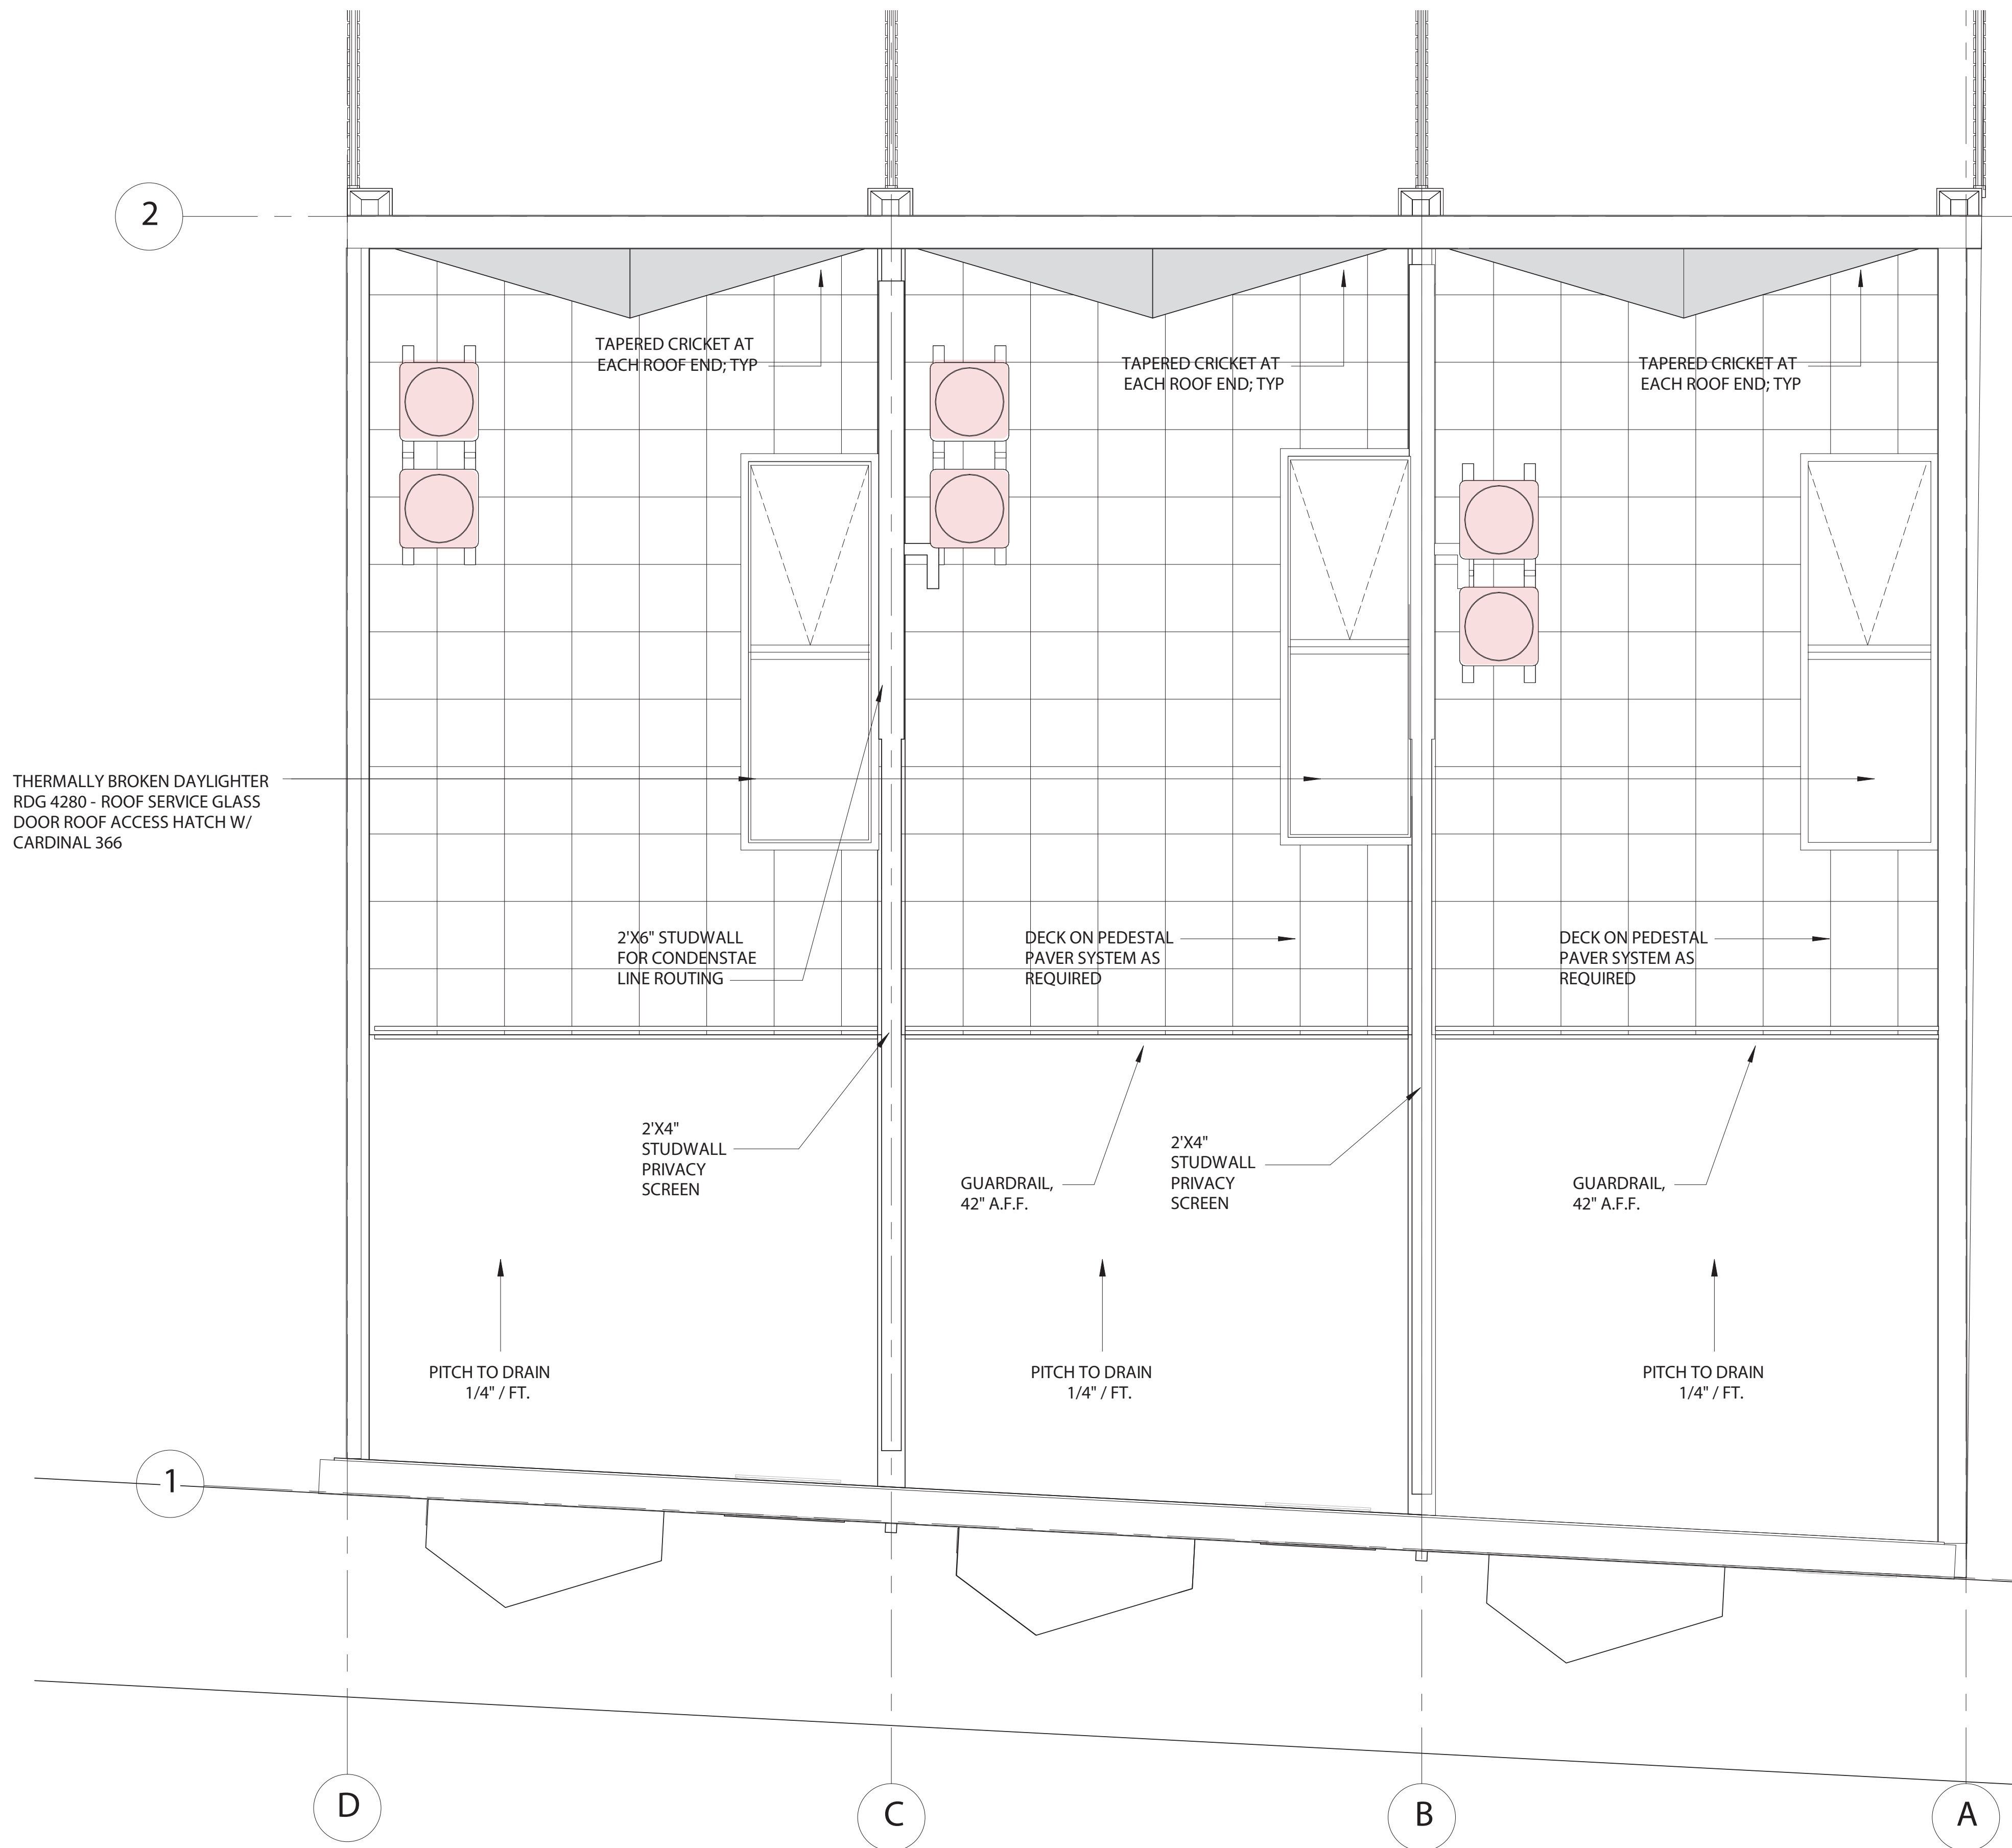 2
TAPERED CRICKET AT
EACH ROOF END; TYP
TAPERED CRICKET AT
EACH ROOF END; TYP
TAPERED CRICKET AT
EACH ROOF END; TYP
THERMALLY BROKEN DAYLIGHTER
RDG 4280 - ROOF SERVICE GLASS
DOOR ROOF ACCESS HATCH W/
CARDINAL 366
2'X6" STUDWALL
FOR CONDENSTAE
LINE ROUTING
DECK ON PEDESTAL
PAVER SYSTEM AS
REQUIRED
DECK ON PEDESTAL
PAVER SYSTEM AS
REQUIRED
2'X4"
STUDWALL
PRIVACY
SCREEN
GUARDRAIL,
42" A.F.F.
2'X4"
STUDWALL
PRIVACY
SCREEN
GUARDRAIL,
42" A.F.F.
PITCH TO DRAIN
1/4" / FT.
PITCH TO DRAIN
1/4" / FT.
PITCH TO DRAIN
1/4" / FT.
1
D
C
B
A